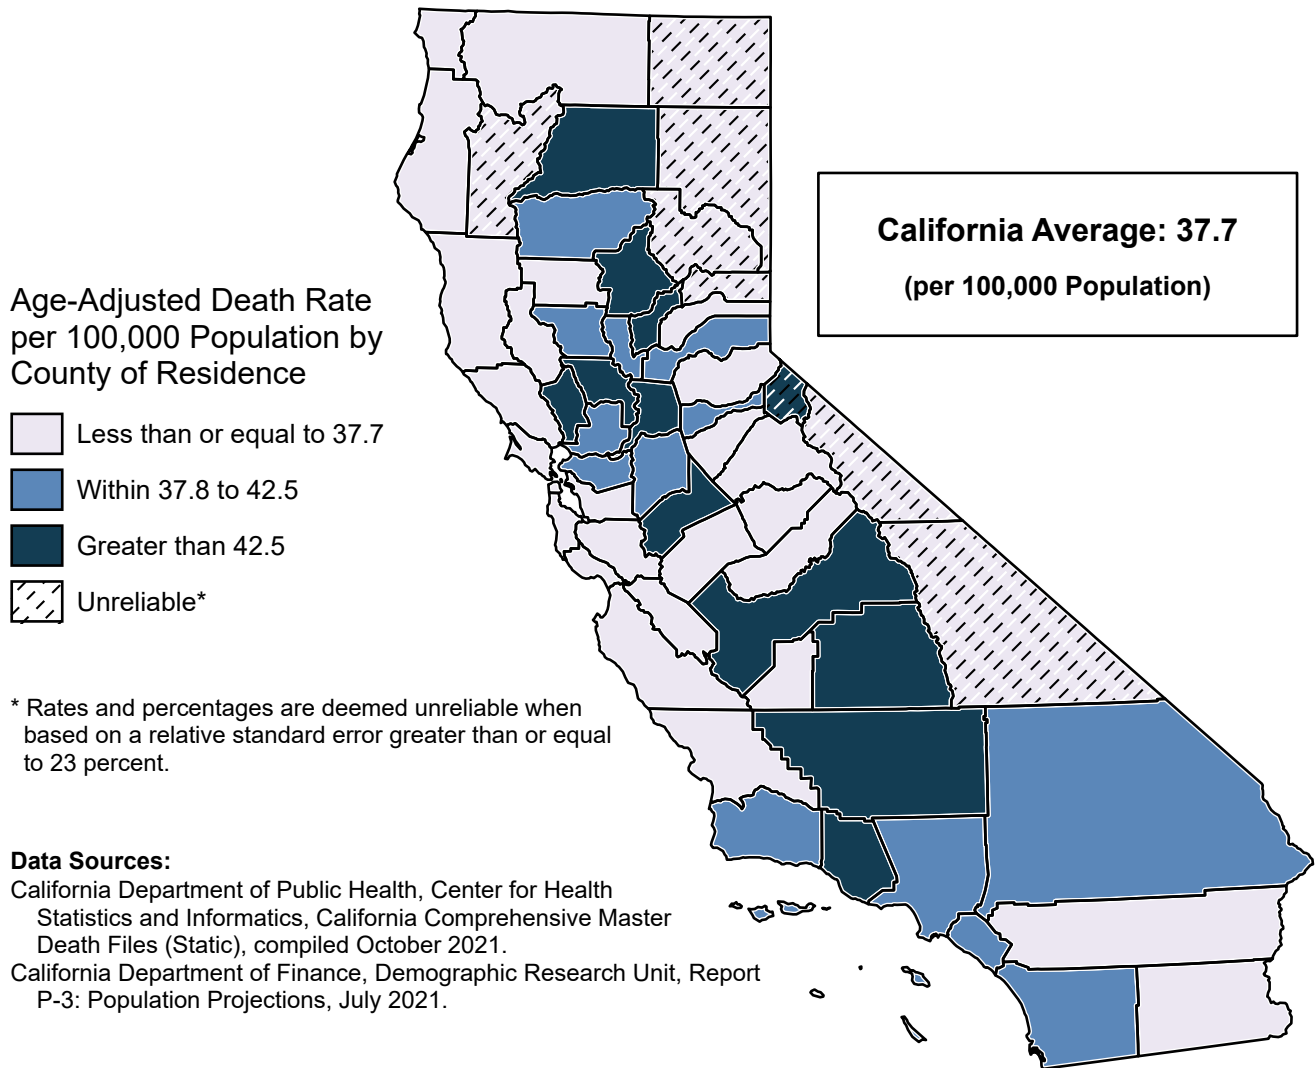 California Average: 37.7
(per 100,000 Population)
Age-Adjusted Death Rate
per 100,000 Population by
County of Residence
Less than or equal to 37.7
Within 37.8 to 42.5
Greater than 42.5
Unreliable*
* Rates and percentages are deemed unreliable when
based on a relative standard error greater than or equal
to 23 percent.
Data Sources:
California Department of Public Health, Center for Health
Statistics and Informatics, California Comprehensive Master
Death Files (Static), compiled October 2021.
California Department of Finance, Demographic Research Unit, Report
P-3: Population Projections, July 2021.